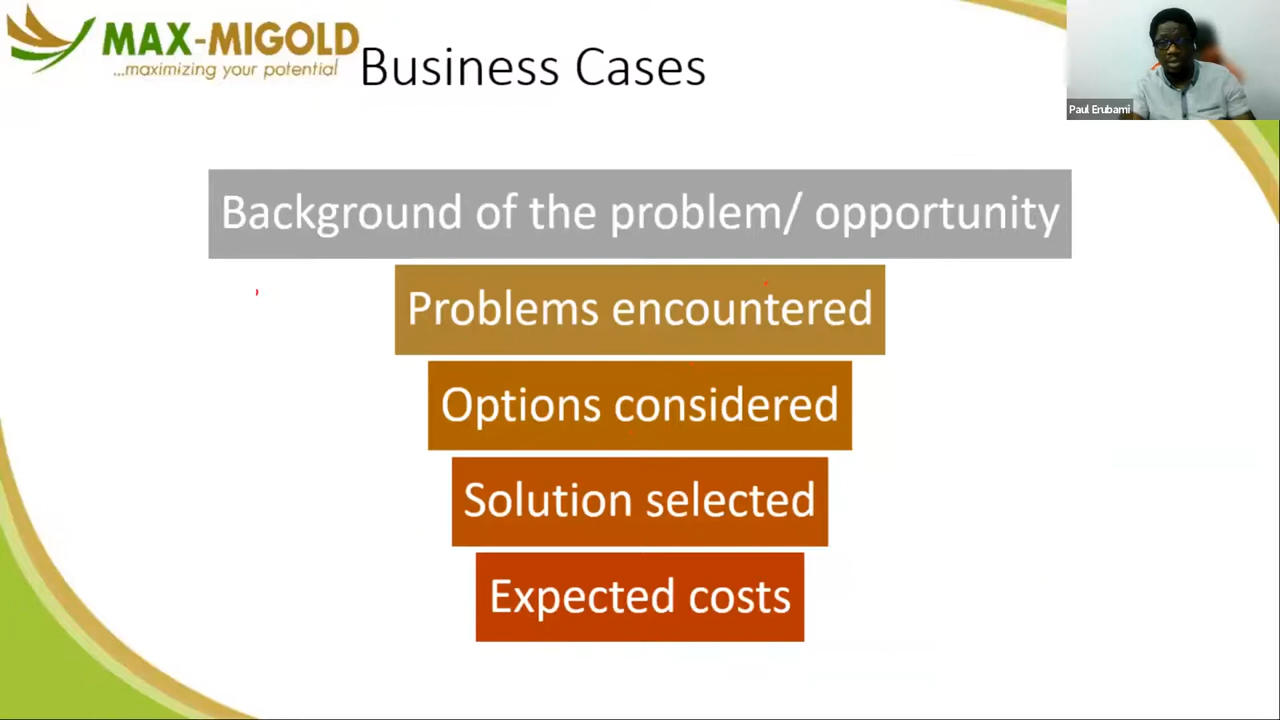 MAX-MIGOLD
...maximizing your potential
Business Cases
Paul Erubami
Background of the problem/ opportunity
Problems encountered
Options considered
Solution selected
Expected costs